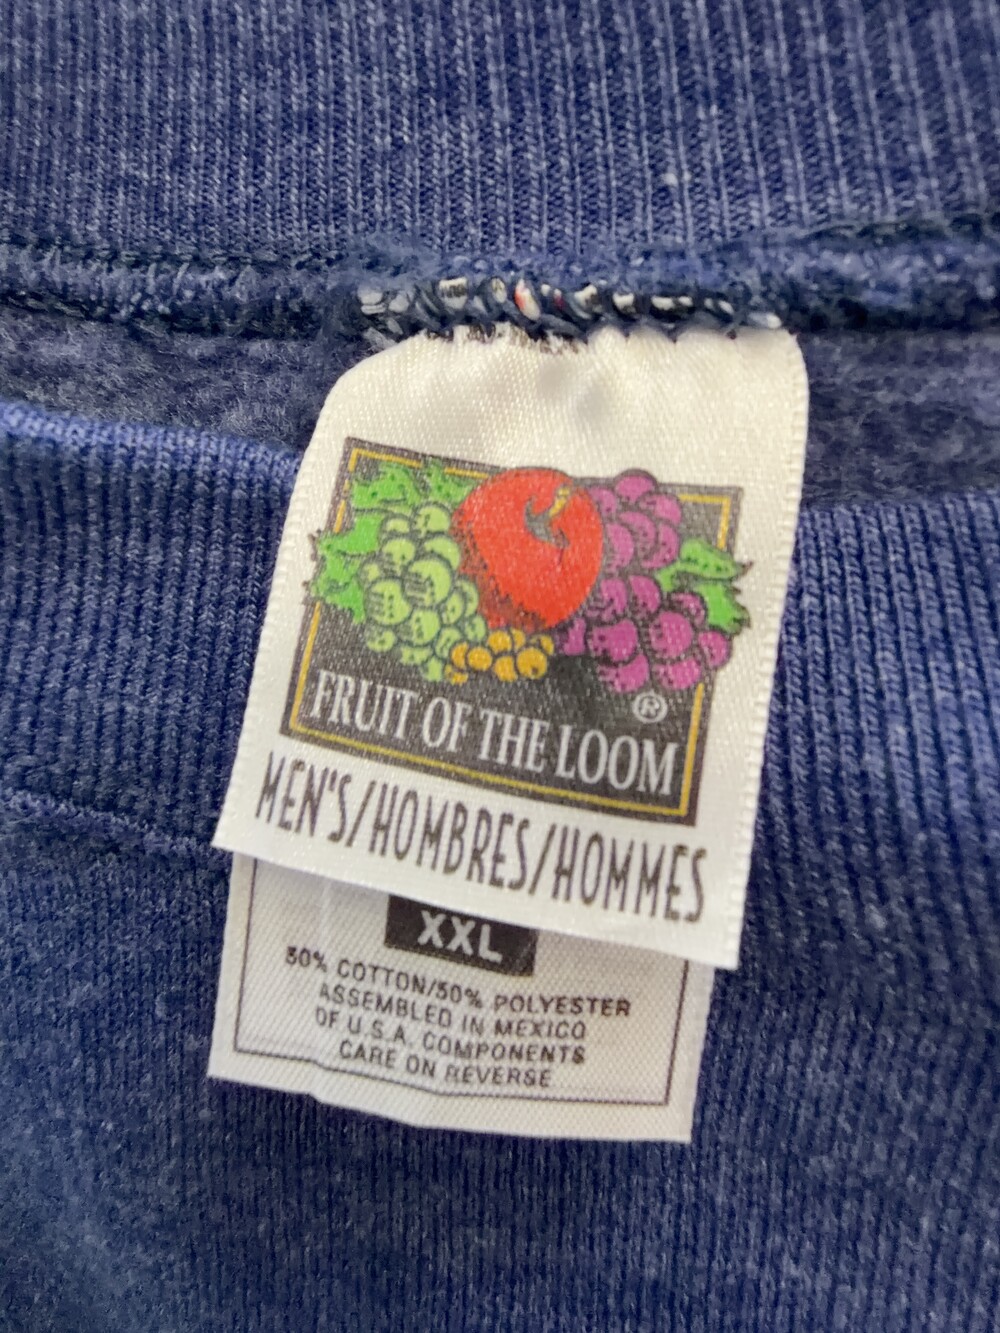 FRUIT OF THE LOOM ®
MEN'S/HOMBRES/HOMMES
XXL
50% COTTON/50% POLYESTER
ASSEMBLED IN MEXICO
OF U.S.A. COMPONENTS
CARE ON REVERSE